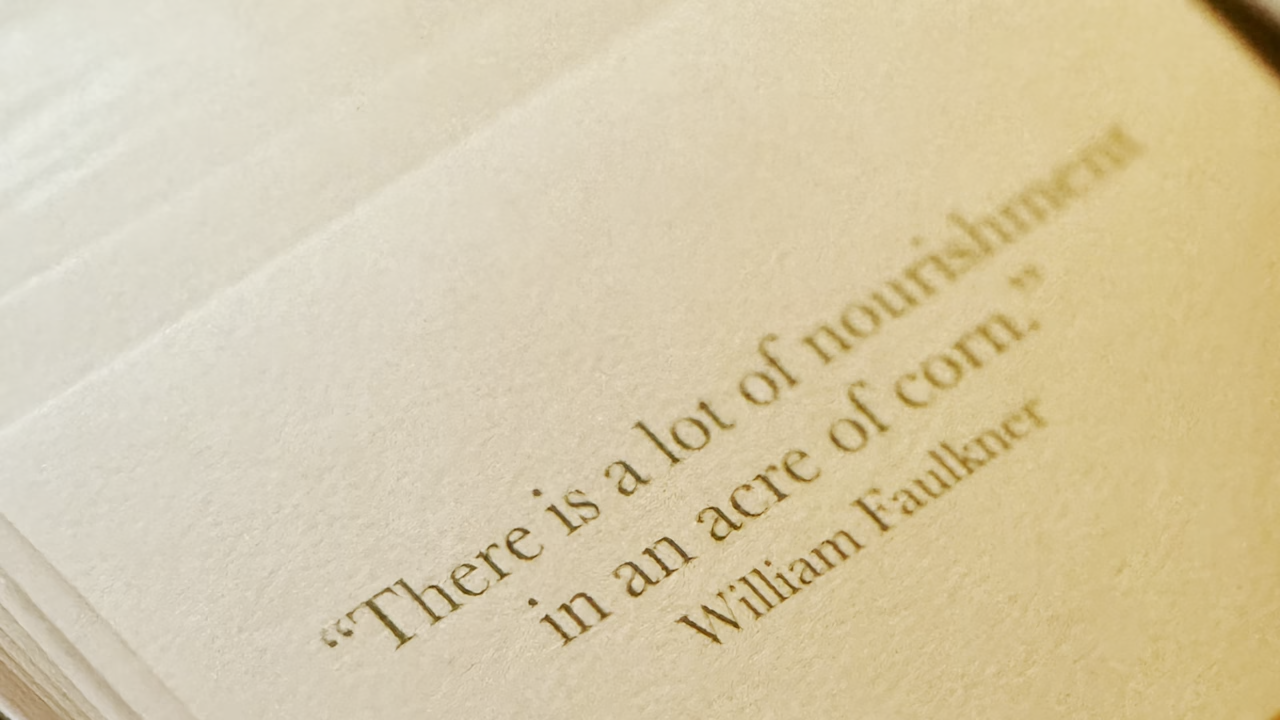 “There is a lot of nourishment
in an acre of corn.”
William Faulkner